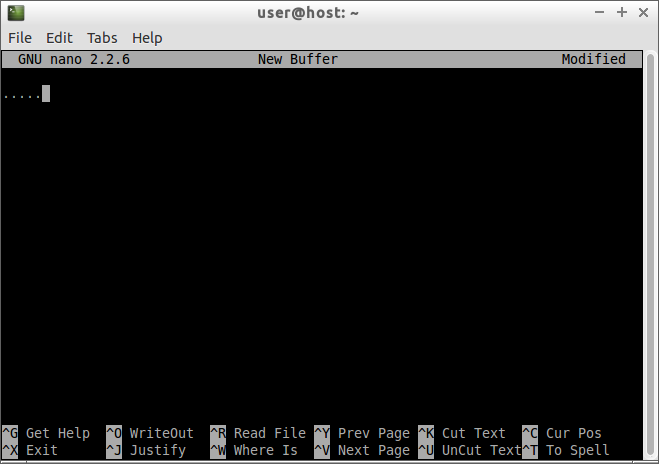 user@host: ~
File Edit Tabs Help
GNU nano 2.2.6 New Buffer Modified
.....
^G Get Help ^O WriteOut ^R Read File ^Y Prev Page ^K Cut Text ^C Cur Pos
^X Exit ^J Justify ^W Where Is ^V Next Page ^U UnCut Text ^T To Spell